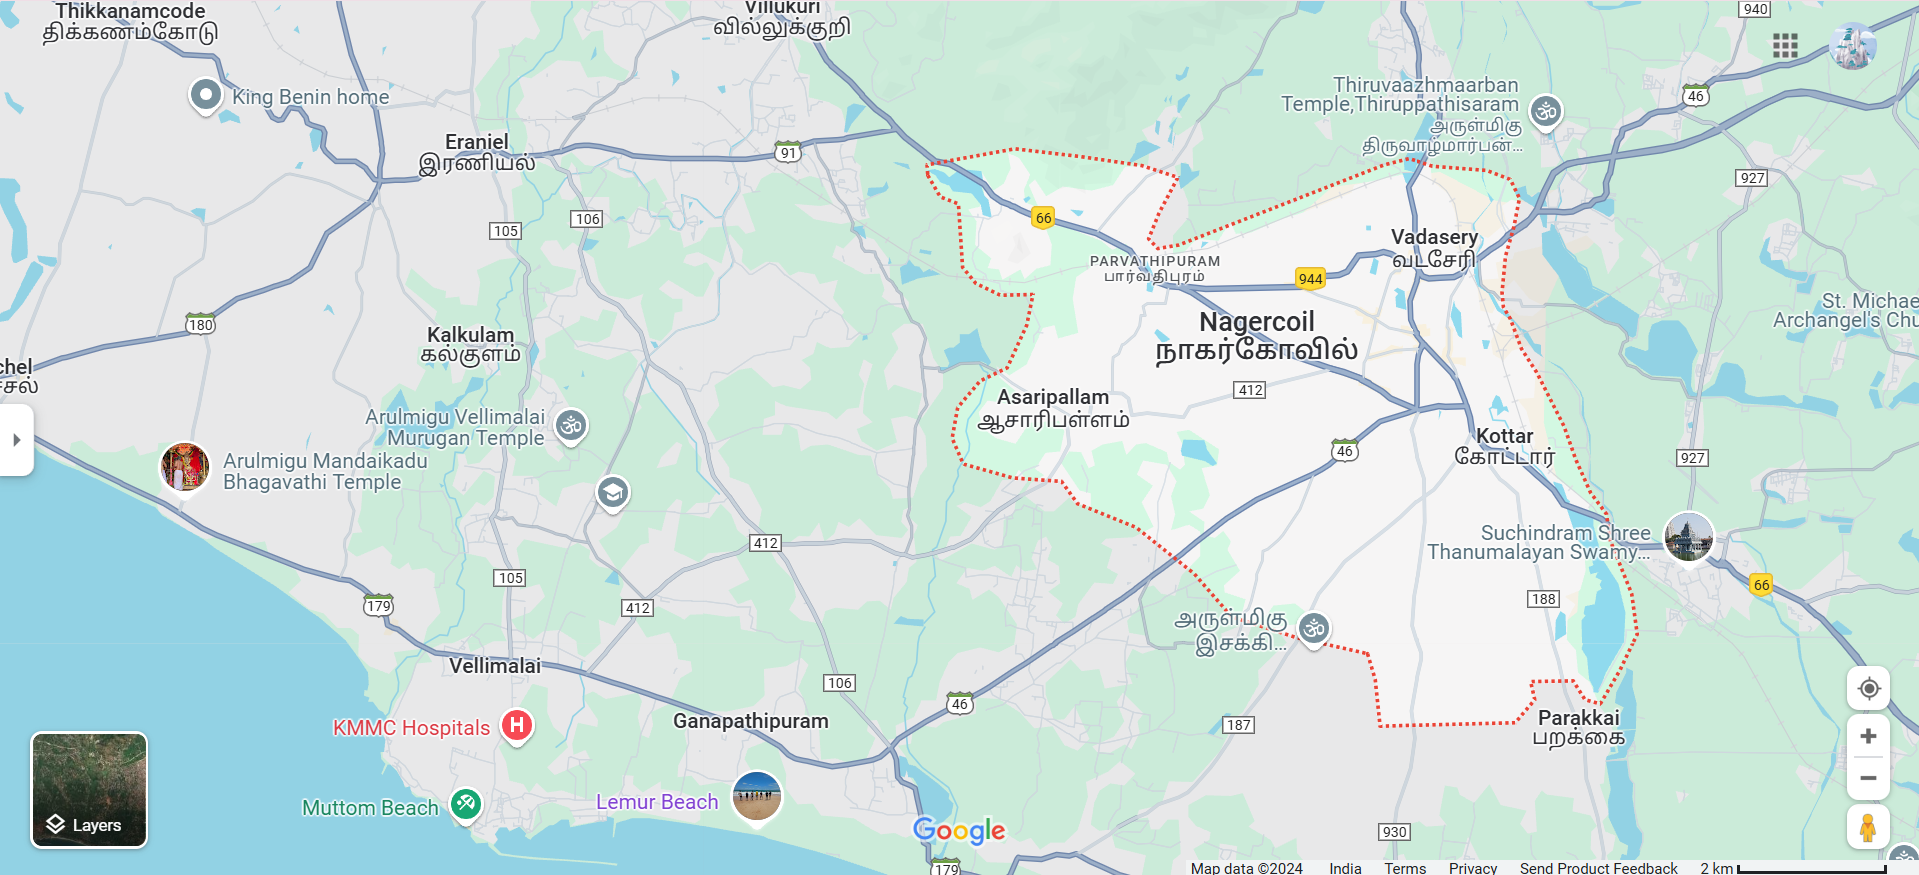 Thikkanamcode
திக்கணம்கோடு
Villukuri
வில்லுக்குறி
940
King Benin home
46
Thiruvaazhmaarban
Temple,Thiruppathisaram
அருள்மிகு
திருவாழ்மார்பன்...
Eraniel
இரணியல்
91
927
106
105
66
Vadasery
வடசேரி
PARVATHIPURAM
பார்வதிபுரம்
944
St. Michae
Archangel's Chu
180
Nagercoil
நாகர்கோவில்
Kalkulam
கல்குளம்
chel
சல்
412
Asaripallam
ஆசாரிபள்ளம்
Arulmigu Vellimalai
Murugan Temple
Kottar
கோட்டார்
46
927
Arulmigu Mandaikadu
Bhagavathi Temple
Suchindram Shree
Thanumalayan Swamy...
412
105
66
179
412
188
அருள்மிகு
இசக்கி...
Vellimalai
106
46
Ganapathipuram
187
Parakkai
பறக்கை
KMMC Hospitals
H
Muttom Beach
Lemur Beach
Layers
Google
930
179
Map data ©2024
India
Terms
Privacy
Send Product Feedback
2 km